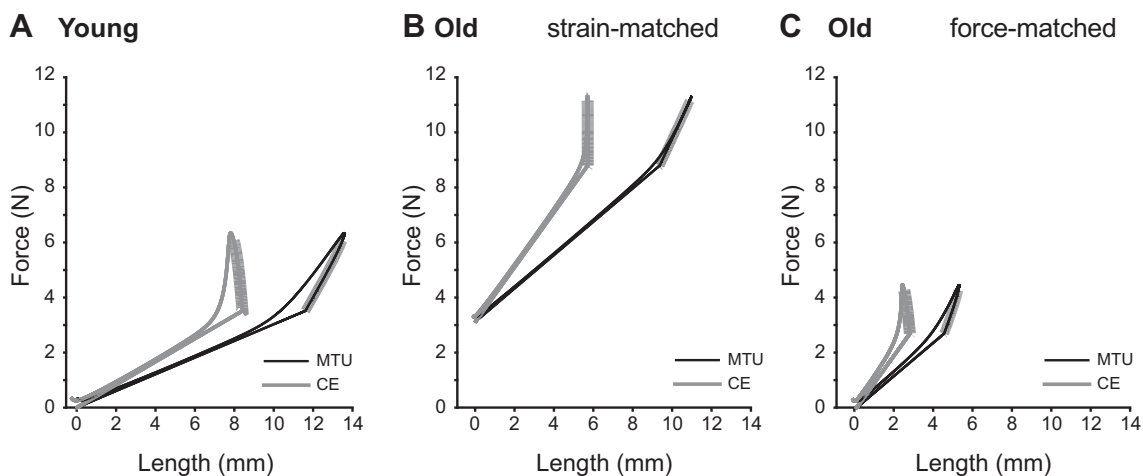 A Young
12
10
8
6
4
2
0
Force (N)
MTU
CE
0 2 4 6 8 10 12 14
Length (mm)
B Old strain-matched
12
10
8
6
4
2
0
Force (N)
MTU
CE
0 2 4 6 8 10 12 14
Length (mm)
C Old force-matched
12
10
8
6
4
2
0
Force (N)
MTU
CE
0 2 4 6 8 10 12 14
Length (mm)